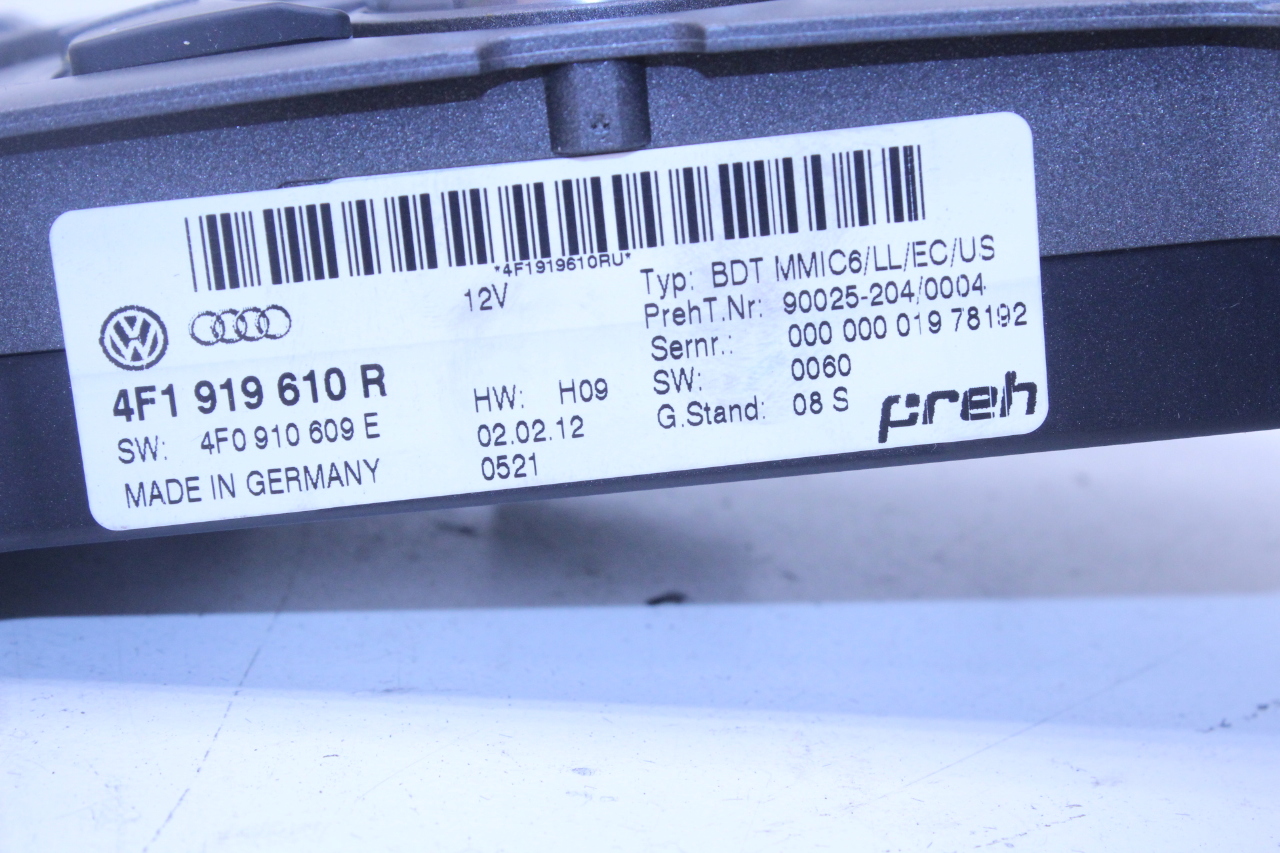 *4F1919610RU*
12V
4F1 919 610 R
SW: 4F0 910 609 E
MADE IN GERMANY
HW: H09
02.02.12
0521
Typ: BDT MMIC6/LL/EC/US
PrehT.Nr: 90025-204/0004
Sernr.: 000 000 019 78192
SW: 0060
G.Stand: 08 S
preh